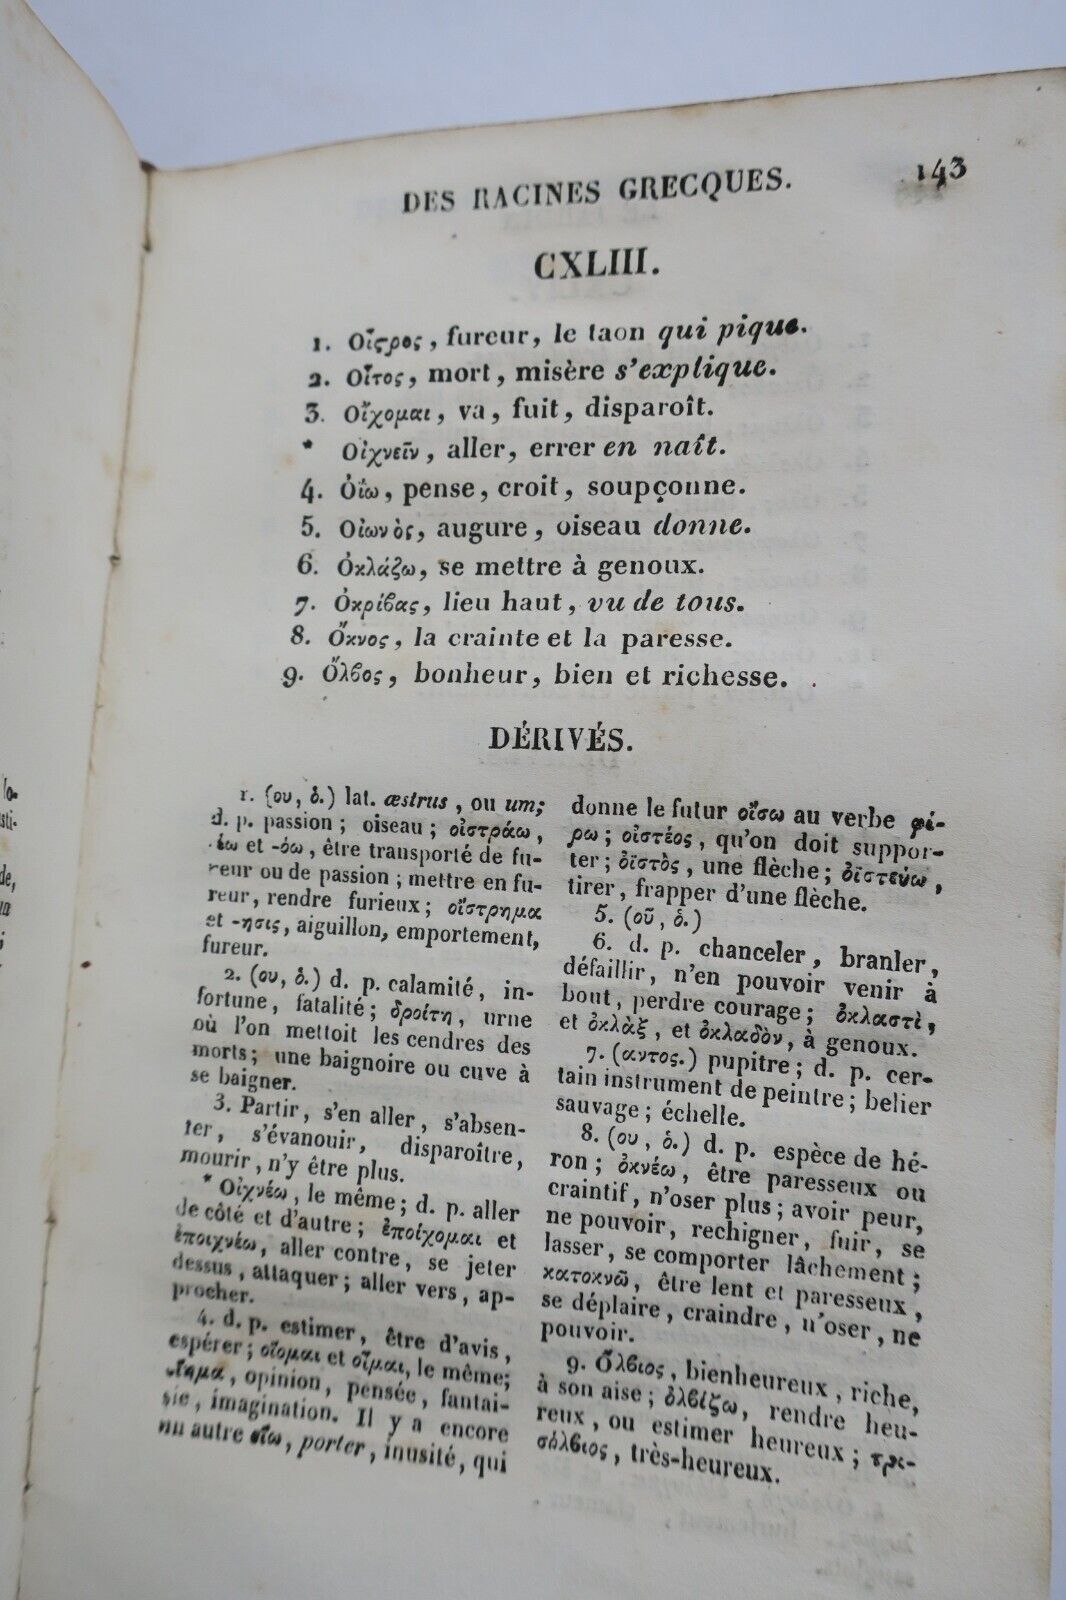 DES RACINES GRECQUES.
143
CXLIII.
1. Οἶςρος, fureur, le taon qui pique.
2. Οἶτος, mort, misère s'explique.
3. Οἴχομαι, va, fuit, disparoît.
* Οἰχνεῖν, aller, errer en naît.
4. Ὀΐω, pense, croit, soupçonne.
5. Οἰωνὸς, augure, oiseau donne.
6. Ὀκλάζω, se mettre à genoux.
7. Ὀκρίϐας, lieu haut, vu de tous.
8. Ὄκνος, la crainte et la paresse.
9. Ὄλϐος, bonheur, bien et richesse.
DÉRIVÉS.
1. (ου, ὁ.) lat. œstrus, ou um;
d. p. passion; oiseau; οἰστράω,
-έω et -όω, être transporté de fu-
reur ou de passion; mettre en fu-
reur, rendre furieux; οἴστρημα
et -ησις, aiguillon, emportement,
fureur.
2. (ου, ὁ.) d. p. calamité, in-
fortune, fatalité; δροίτη, urne
où l'on mettoit les cendres des
morts; une baignoire ou cuve à
se baigner.
3. Partir, s'en aller, s'absen-
ter, s'évanouir, disparoître,
mourir, n'y être plus.
* Οἰχνέω, le même; d. p. aller
de côté et d'autre; ἐποίχομαι et
ἐποιχνέω, aller contre, se jeter
dessus, attaquer; aller vers, ap-
procher.
4. d. p. estimer, être d'avis,
espérer; οἴομαι et οἶμαι, le même;
οἴημα, opinion, pensée, fantai-
sie, imagination. Il y a encore
un autre οἴω, porter, inusité, qui
donne le futur οἴσω au verbe φέ-
ρω; οἰστέος, qu'on doit suppor-
ter; ὀϊστὸς, une flèche; ὀϊστεύω,
tirer, frapper d'une flèche.
5. (οῦ, ὁ.)
6. d. p. chanceler, branler,
défaillir, n'en pouvoir venir à
bout, perdre courage; ὀκλαστὶ,
et ὀκλὰξ, et ὀκλαδὸν, à genoux.
7. (αντος.) pupitre; d. p. cer-
tain instrument de peintre; belier
sauvage; échelle.
8. (ου, ὁ.) d. p. espèce de hé-
ron; ὀκνέω, être paresseux ou
craintif, n'oser plus; avoir peur,
ne pouvoir, rechigner, fuir, se
lasser, se comporter lâchement;
κατοκνῶ, être lent et paresseux,
se déplaire, craindre, n'oser, ne
pouvoir.
9. Ὄλϐιος, bienheureux, riche,
à son aise; ὀλϐίζω, rendre heu-
reux, ou estimer heureux; τρι-
σόλϐιος, très-heureux.